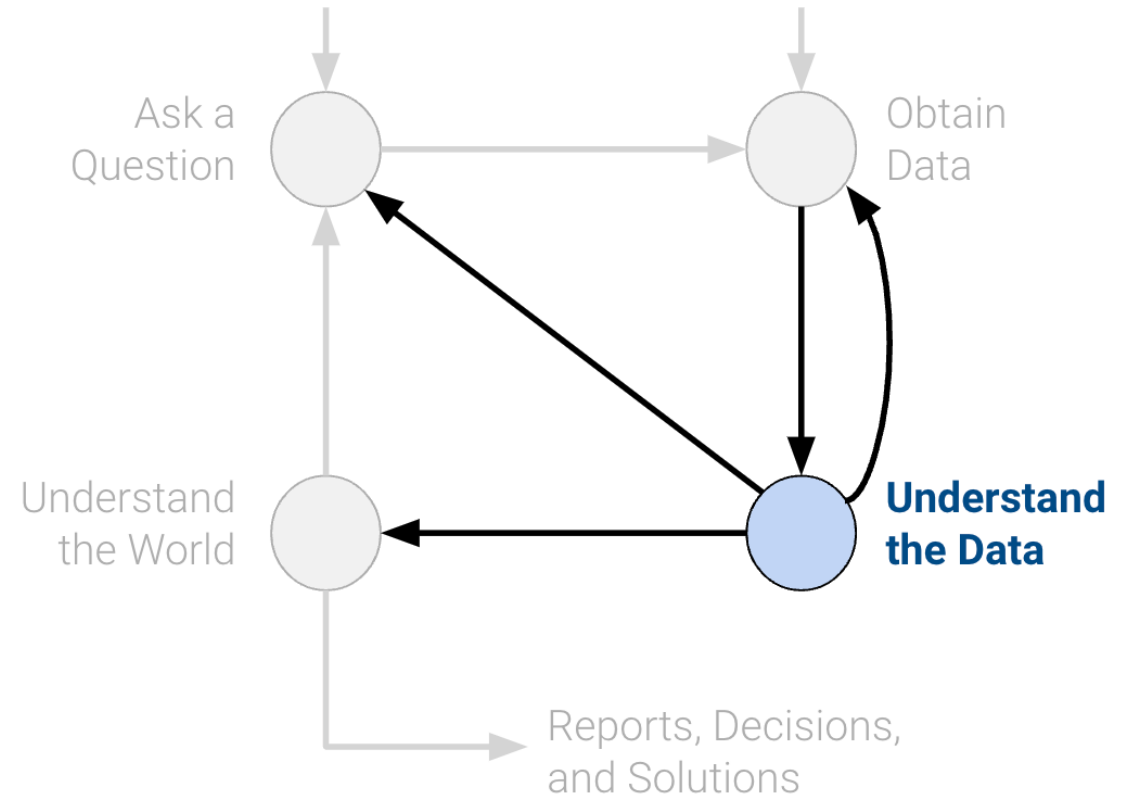 Ask a
Question
Obtain
Data
Understand
the World
Understand
the Data
Reports, Decisions,
and Solutions